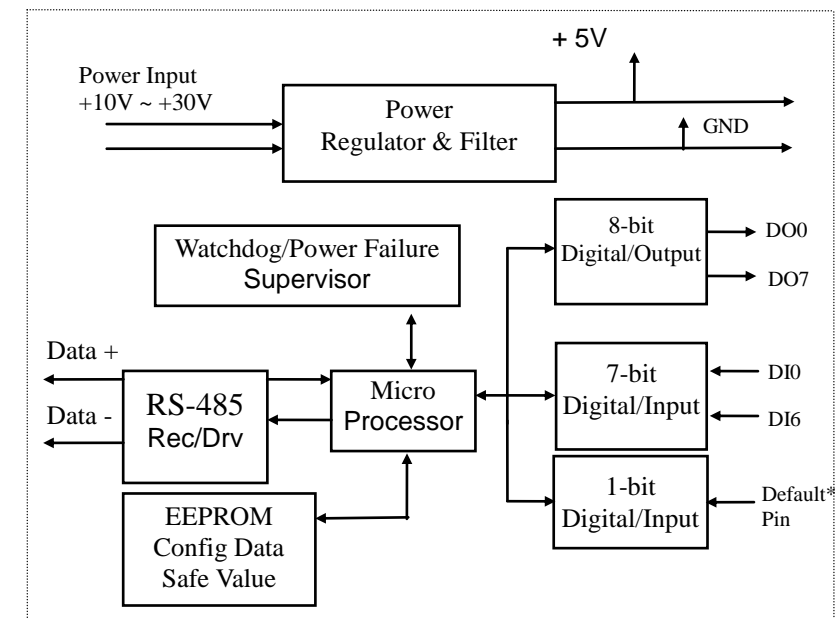 + 5V
Power Input
+10V ~ +30V
Power
Regulator & Filter
GND
Watchdog/Power Failure
Supervisor
8-bit
Digital/Output
DO0
DO7
Data +
Data -
RS-485
Rec/Drv
Micro
Processor
7-bit
Digital/Input
DI0
DI6
1-bit
Digital/Input
Default*
Pin
EEPROM
Config Data
Safe Value